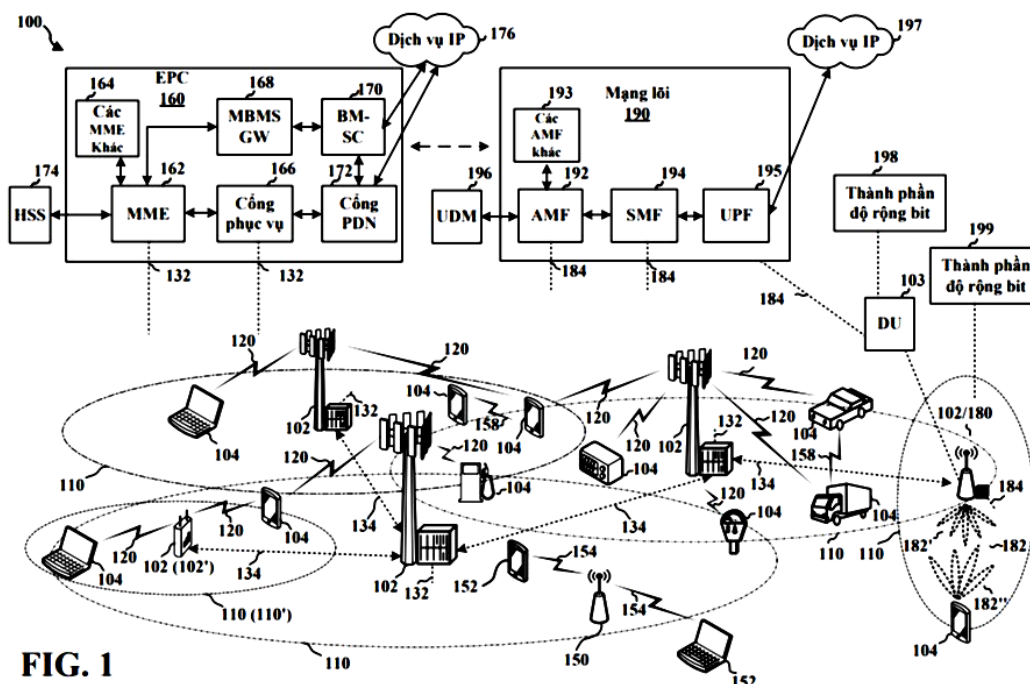 100
Dịch vụ IP
176
Dịch vụ IP
197
EPC
160
164
Các
MME
Khác
168
MBMS
GW
170
BM-
SC
174
HSS
162
MME
166
Cổng
phục vụ
172
Cổng
PDN
132
132
Mạng lõi
190
193
Các
AMF
khác
196
UDM
192
AMF
194
SMF
195
UPF
184
184
184
198
Thành phần
độ rộng bit
199
Thành phần
độ rộng bit
103
DU
120
120
104
102
132
104
158
104
120
110
120
102
120
104
134
120
104
102
132
134
120
120
158
104
104
104
120
104
134
110
102/180
184
110
182'
182
182''
104
104
120
102 (102')
120
104
134
110 (110')
102
132
134
152
154
154
150
152
110
FIG. 1